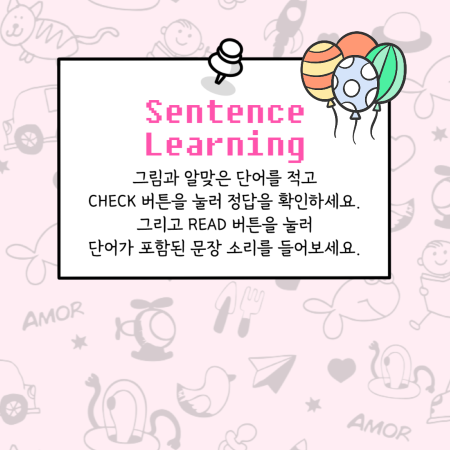 Sentence
Learning
그림과 알맞은 단어를 적고
CHECK 버튼을 눌러 정답을 확인하세요.
그리고 READ 버튼을 눌러
단어가 포함된 문장 소리를 들어보세요.
AMOR
AMOR